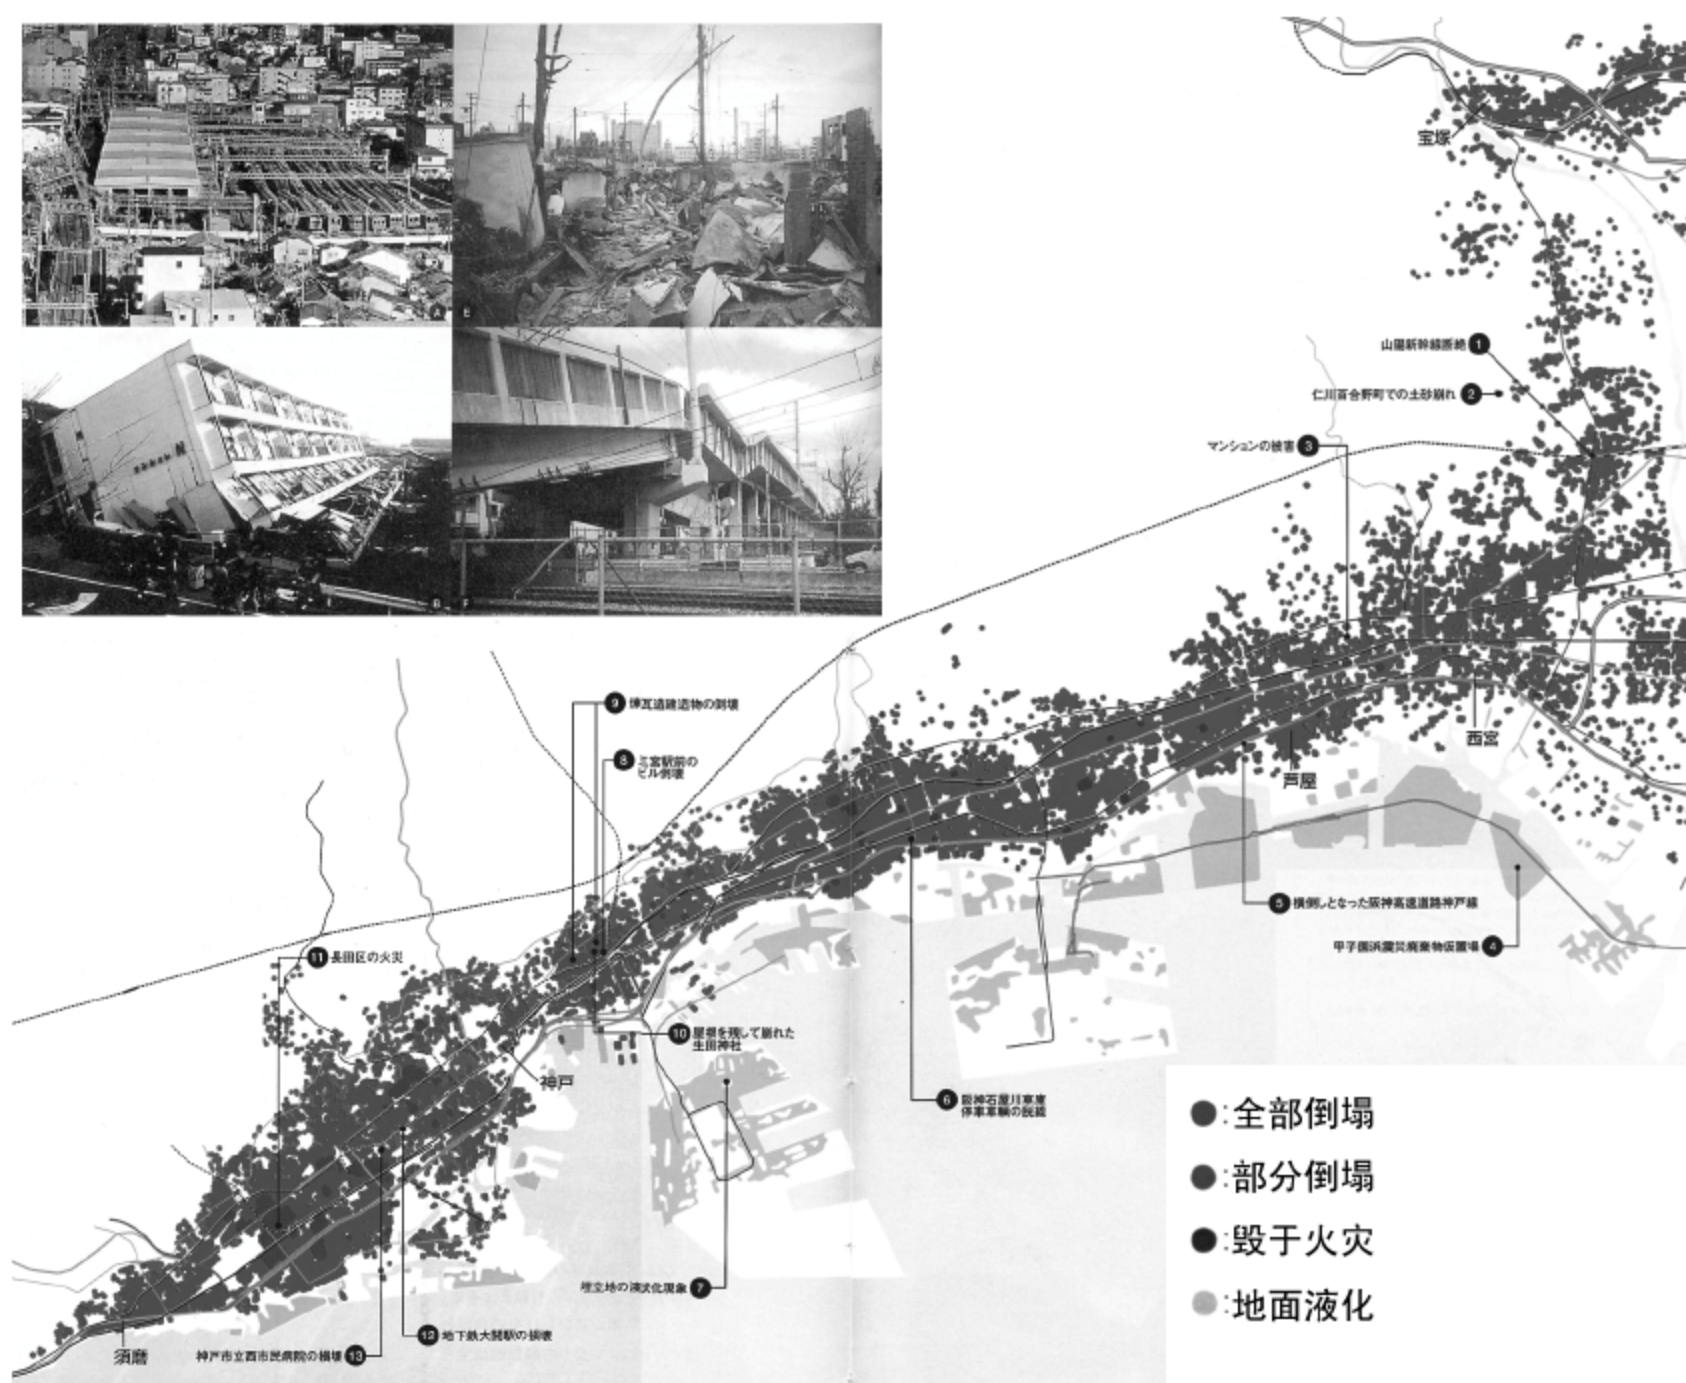 宝塚
山陽新幹線断絶 1
仁川百合野町での土砂崩れ 2
マンションの被害 3
9 煉瓦造建造物の倒壊
8 三宮駅前の
ビル倒壊
西宮
芦屋
5 横倒しとなった阪神高速道路神戸線
甲子園浜震災廃棄物仮置場 4
11 長田区の火災
10 屋根を残して崩れた
生田神社
神戸
6 阪神石屋川車庫
停車車輌の脱線
埋立地の液状化現象 7
12 地下鉄大開駅の損壊
神戸市立西市民病院の損壊 13
須磨
A
E
B
F
●:全部倒塌
●:部分倒塌
●:毁于火灾
●:地面液化